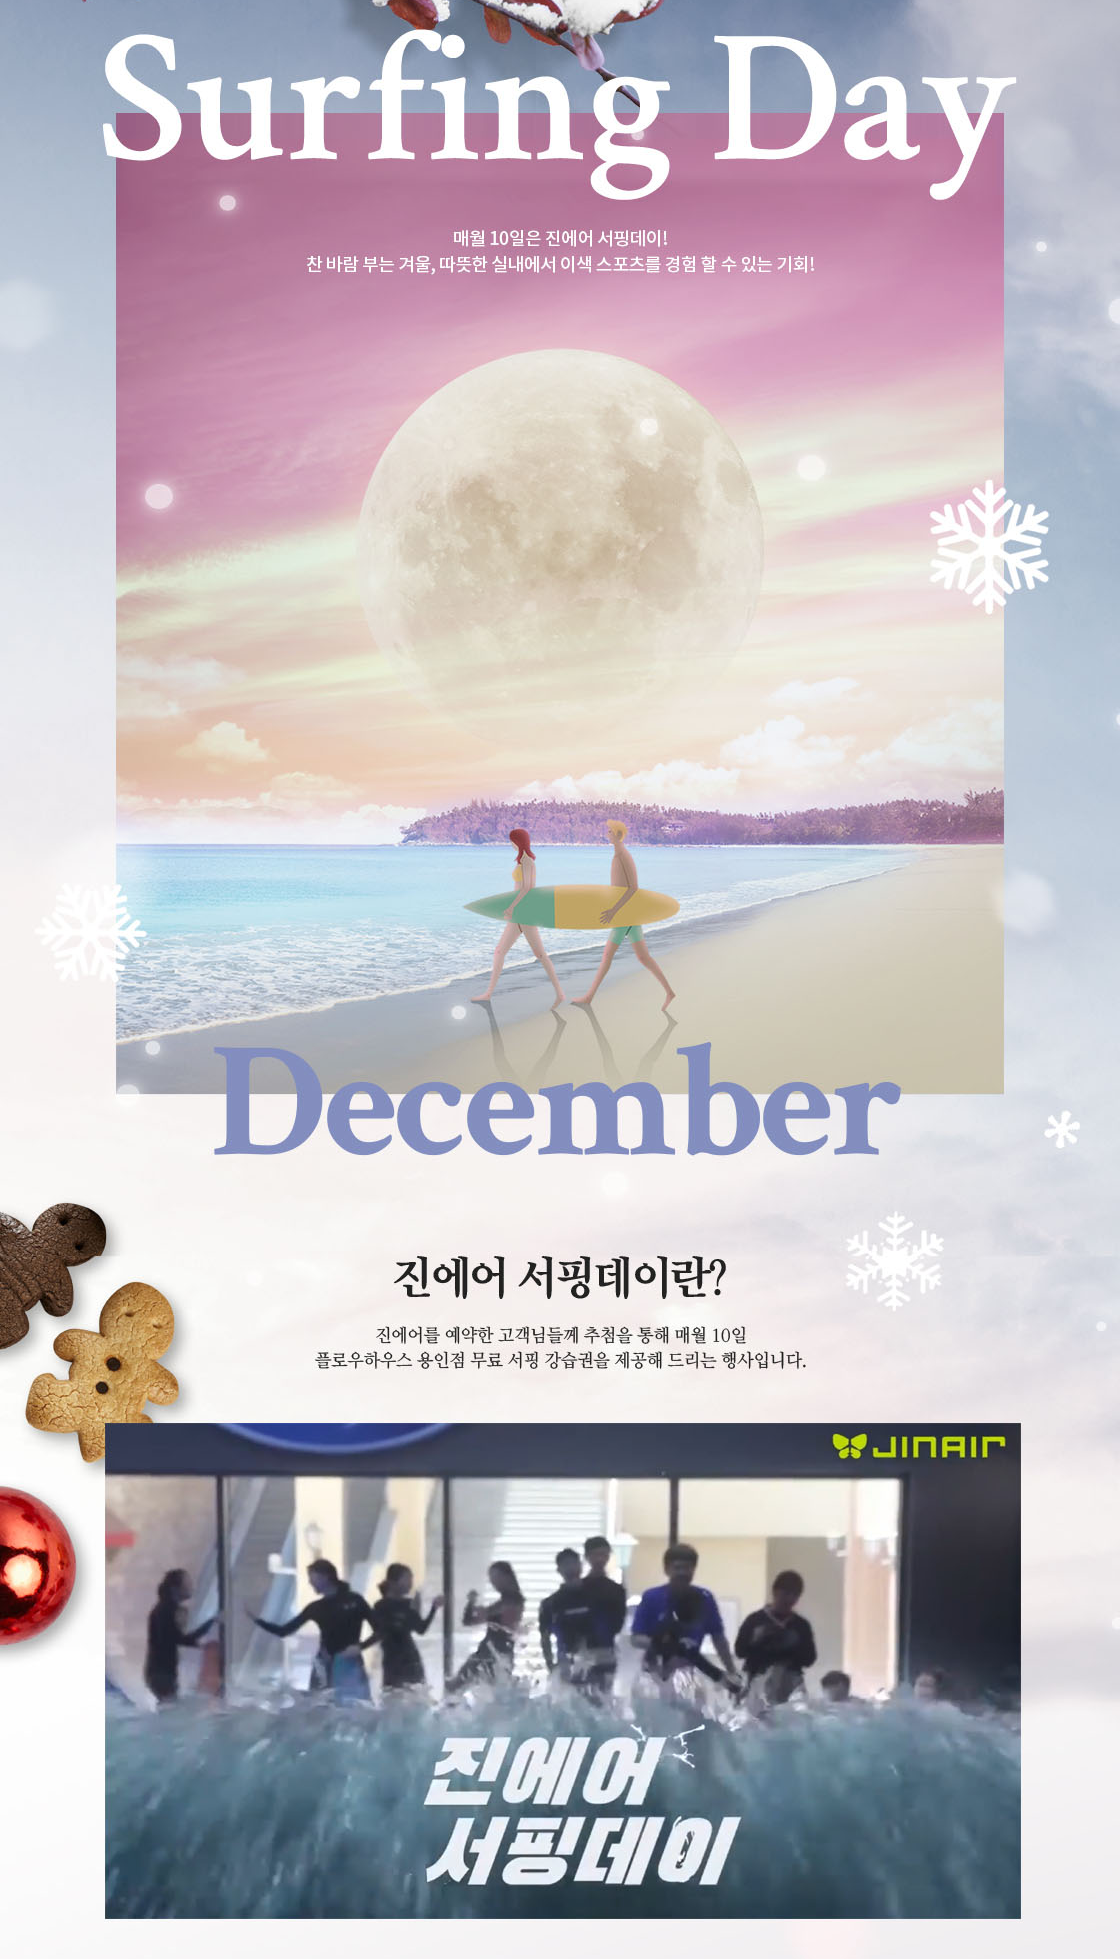 Surfing Day
매월 10일은 진에어 서핑데이!
찬 바람 부는 겨울, 따뜻한 실내에서 이색 스포츠를 경험 할 수 있는 기회!
December
진에어 서핑데이란?
진에어를 예약한 고객님들께 추첨을 통해 매월 10일
플로우하우스 용인점 무료 서핑 강습권을 제공해 드리는 행사입니다.
JINAIR
진에어
서핑데이